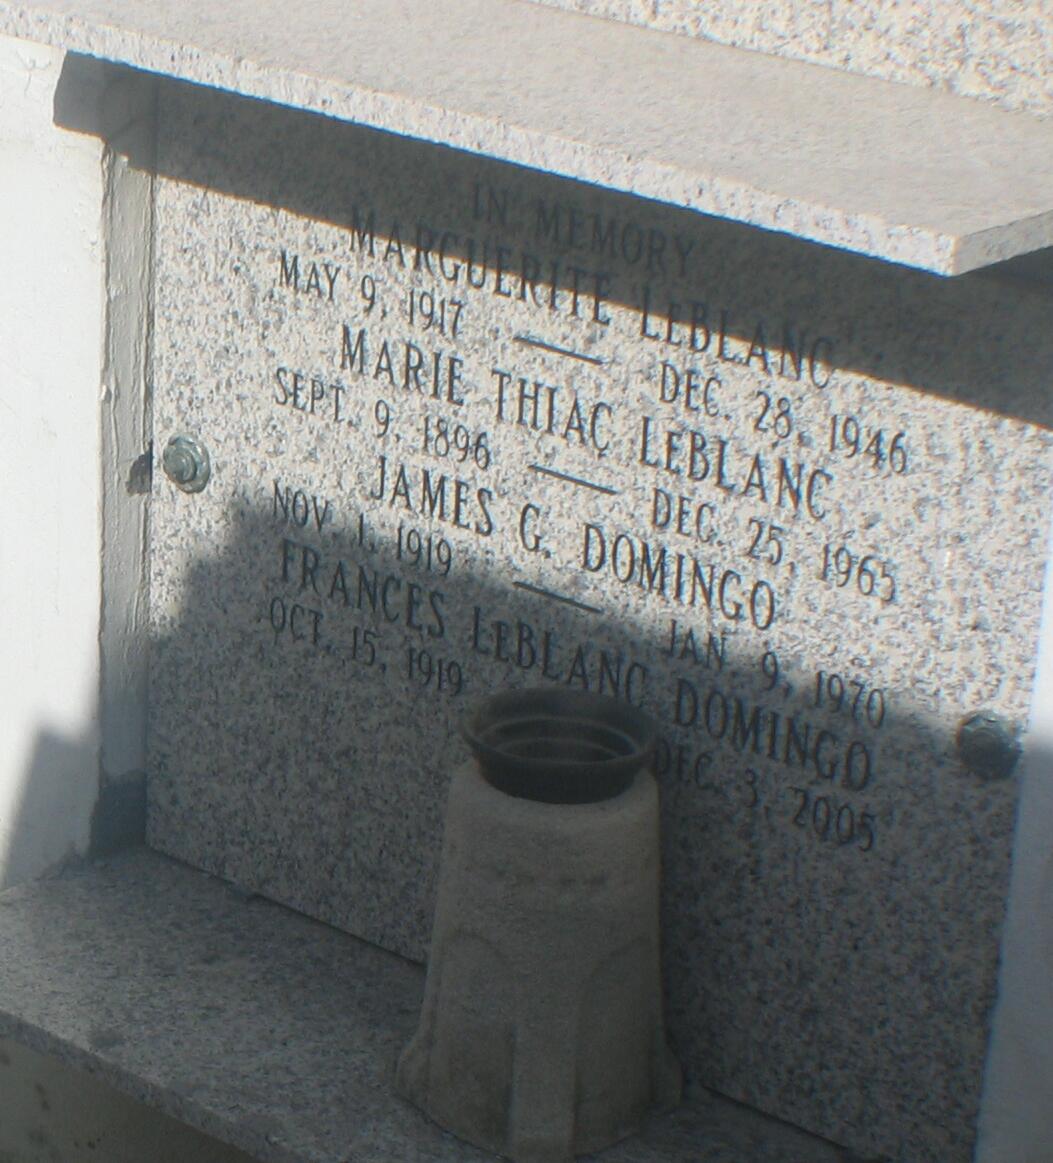 IN MEMORY
MARGUERITE LEBLANC
MAY 9, 1917 — DEC. 28, 1946
MARIE THIAC LEBLANC
SEPT. 9, 1896 — DEC. 25, 1965
JAMES G. DOMINGO
NOV. 1, 1919 — JAN. 9, 1970
FRANCES LEBLANC DOMINGO
OCT. 15, 1919 DEC. 3, 2005